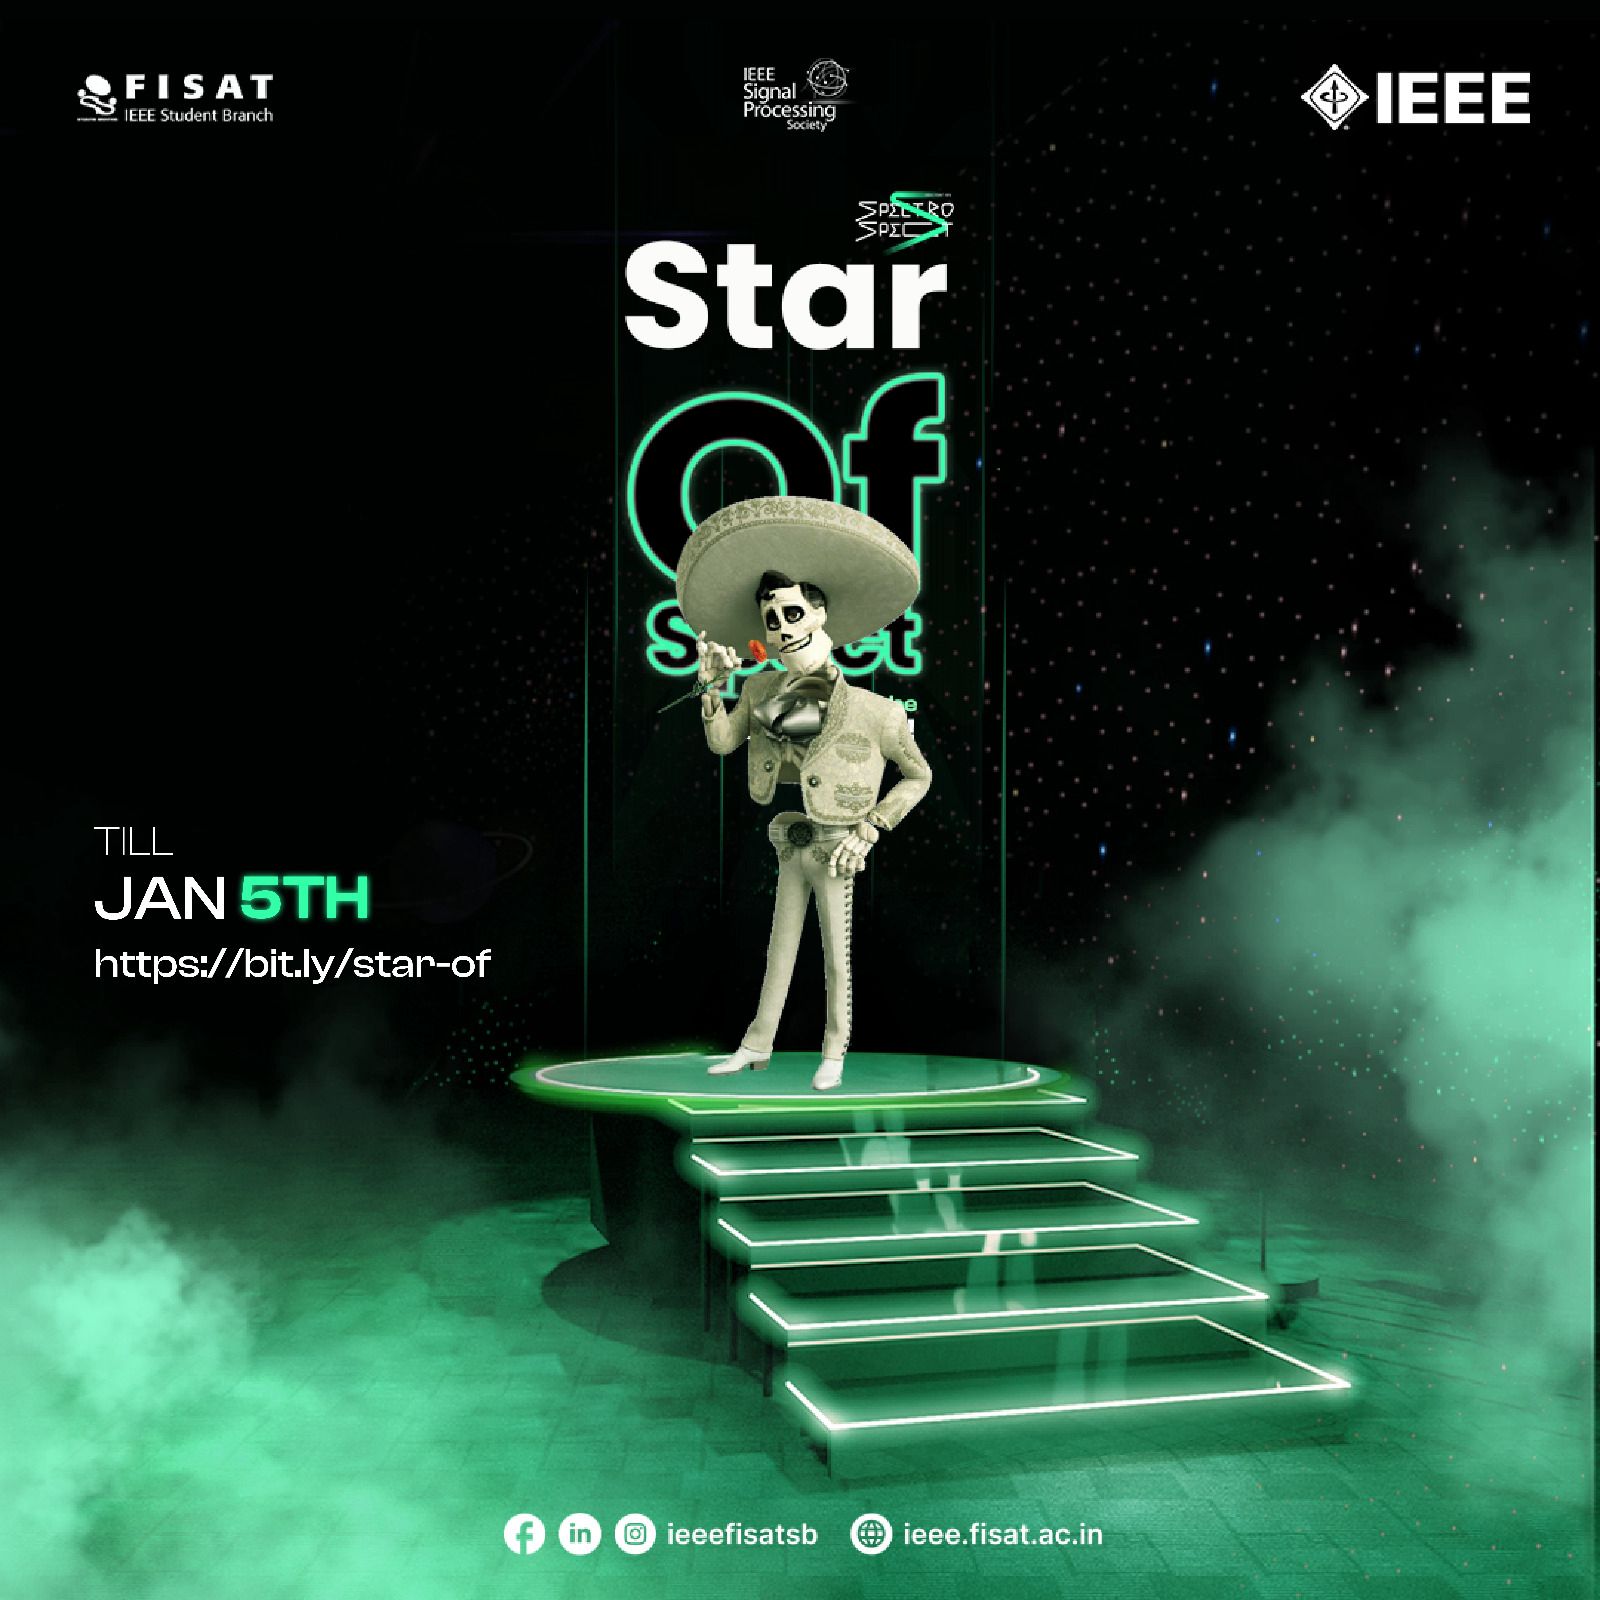 FISAT
IEEE Student Branch
IEEE
Signal
Processing
Society
IEEE
SPECTRO
Star
Of
TILL
JAN 5TH
https://bit.ly/star-of
ieeefisatsb
ieee.fisat.ac.in